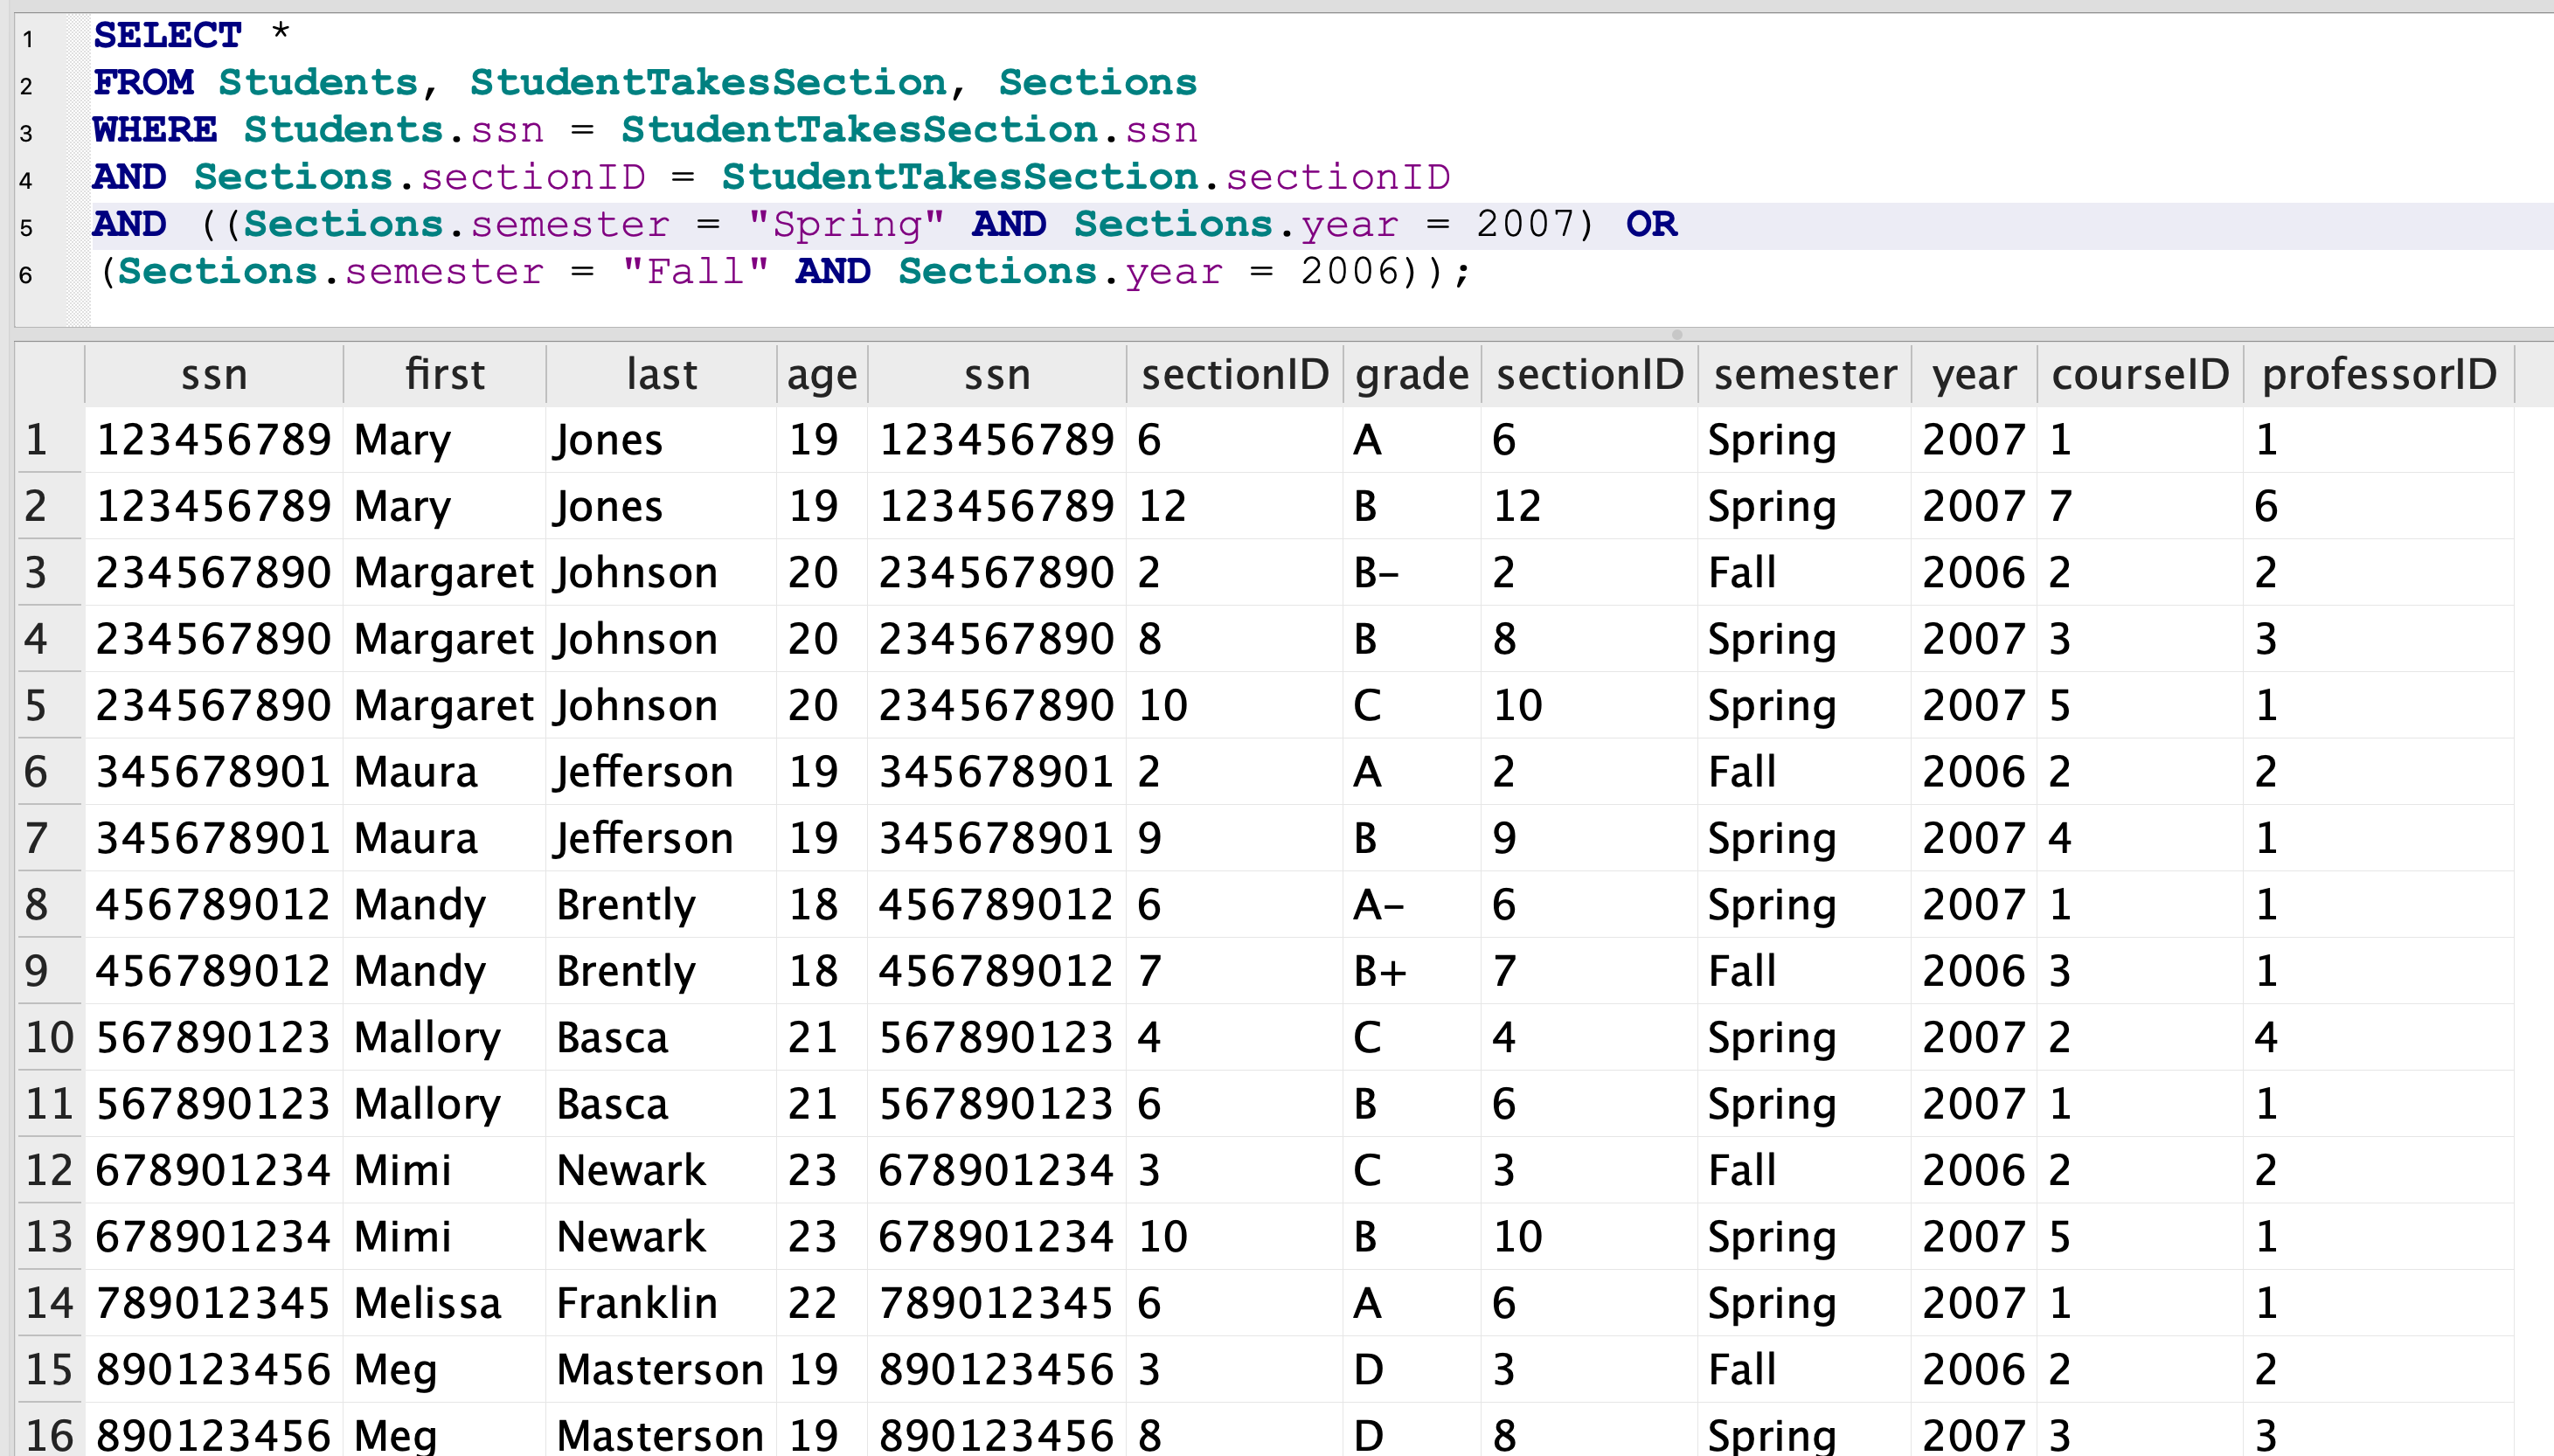 1 SELECT *
2 FROM Students, StudentTakesSection, Sections
3 WHERE Students.ssn = StudentTakesSection.ssn
4 AND Sections.sectionID = StudentTakesSection.sectionID
5 AND ((Sections.semester = "Spring" AND Sections.year = 2007) OR
6 (Sections.semester = "Fall" AND Sections.year = 2006));
ssn first last age ssn sectionID grade sectionID semester year courseID professorID
1 123456789 Mary Jones 19 123456789 6 A 6 Spring 2007 1 1
2 123456789 Mary Jones 19 123456789 12 B 12 Spring 2007 7 6
3 234567890 Margaret Johnson 20 234567890 2 B- 2 Fall 2006 2 2
4 234567890 Margaret Johnson 20 234567890 8 B 8 Spring 2007 3 3
5 234567890 Margaret Johnson 20 234567890 10 C 10 Spring 2007 5 1
6 345678901 Maura Jefferson 19 345678901 2 A 2 Fall 2006 2 2
7 345678901 Maura Jefferson 19 345678901 9 B 9 Spring 2007 4 1
8 456789012 Mandy Brently 18 456789012 6 A- 6 Spring 2007 1 1
9 456789012 Mandy Brently 18 456789012 7 B+ 7 Fall 2006 3 1
10 567890123 Mallory Basca 21 567890123 4 C 4 Spring 2007 2 4
11 567890123 Mallory Basca 21 567890123 6 B 6 Spring 2007 1 1
12 678901234 Mimi Newark 23 678901234 3 C 3 Fall 2006 2 2
13 678901234 Mimi Newark 23 678901234 10 B 10 Spring 2007 5 1
14 789012345 Melissa Franklin 22 789012345 6 A 6 Spring 2007 1 1
15 890123456 Meg Masterson 19 890123456 3 D 3 Fall 2006 2 2
16 890123456 Meg Masterson 19 890123456 8 D 8 Spring 2007 3 3